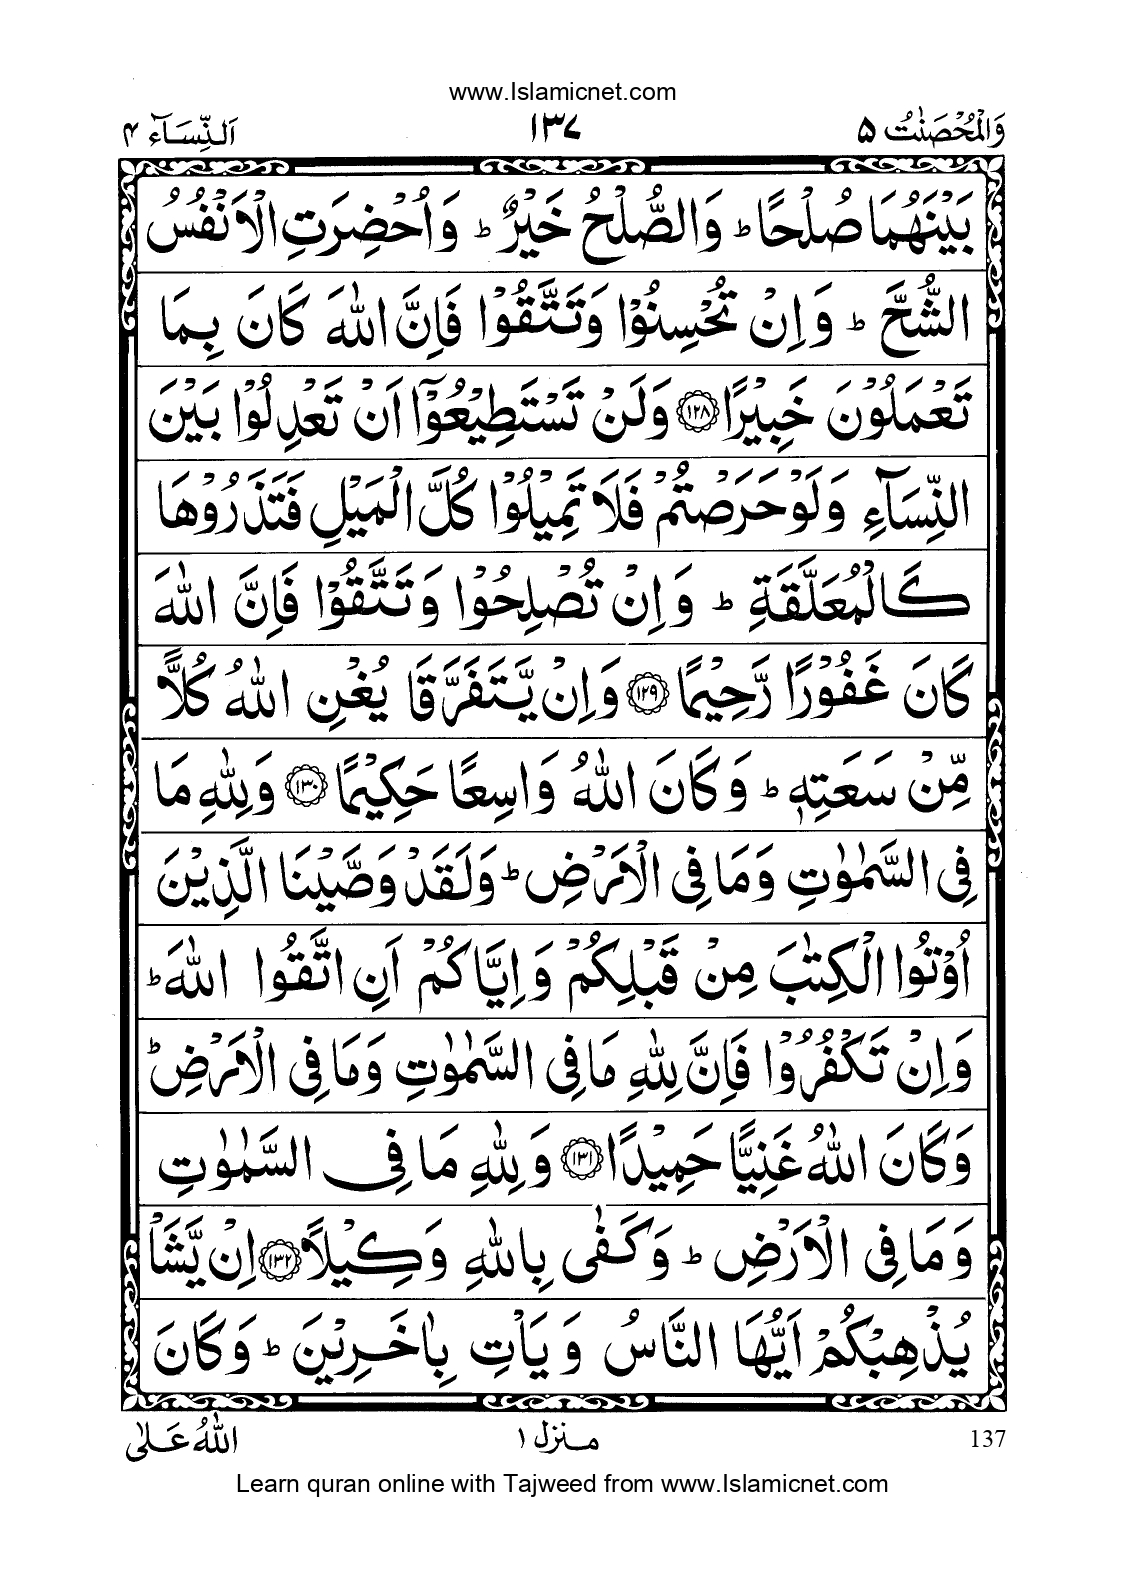 www.Islamicnet.com
وَالْمُحْصَنٰتُ ۵ ۱۳۷ اَلنِّسَآء ۴
بَيْنَهُمَا صُلْحًا ؕ وَالصُّلْحُ خَيْرٌ ؕ وَاُحْضِرَتِ الْاَنْفُسُ
الشُّحَّ ؕ وَاِنْ تُحْسِنُوْا وَتَتَّقُوْا فَاِنَّ اللّٰهَ كَانَ بِمَا
تَعْمَلُوْنَ خَبِيْرًا ﴿۱۲۸﴾ وَلَنْ تَسْتَطِيْعُوْٓا اَنْ تَعْدِلُوْا بَيْنَ
النِّسَآءِ وَلَوْ حَرَصْتُمْ فَلَا تَمِيْلُوْا كُلَّ الْمَيْلِ فَتَذَرُوْهَا
كَالْمُعَلَّقَةِ ؕ وَاِنْ تُصْلِحُوْا وَتَتَّقُوْا فَاِنَّ اللّٰهَ
كَانَ غَفُوْرًا رَّحِيْمًا ﴿۱۲۹﴾ وَاِنْ يَّتَفَرَّقَا يُغْنِ اللّٰهُ كُلًّا
مِّنْ سَعَتِهٖ ؕ وَكَانَ اللّٰهُ وَاسِعًا حَكِيْمًا ﴿۱۳۰﴾ وَلِلّٰهِ مَا
فِى السَّمٰوٰتِ وَمَا فِى الْاَرْضِ ؕ وَلَقَدْ وَصَّيْنَا الَّذِيْنَ
اُوْتُوا الْكِتٰبَ مِنْ قَبْلِكُمْ وَاِيَّاكُمْ اَنِ اتَّقُوا اللّٰهَ ؕ
وَاِنْ تَكْفُرُوْا فَاِنَّ لِلّٰهِ مَا فِى السَّمٰوٰتِ وَمَا فِى الْاَرْضِ ؕ
وَكَانَ اللّٰهُ غَنِيًّا حَمِيْدًا ﴿۱۳۱﴾ وَلِلّٰهِ مَا فِى السَّمٰوٰتِ
وَمَا فِى الْاَرْضِ ؕ وَكَفٰى بِاللّٰهِ وَكِيْلًا ﴿۱۳۲﴾ اِنْ يَّشَاْ
يُذْهِبْكُمْ اَيُّهَا النَّاسُ وَيَاْتِ بِاٰخَرِيْنَ ؕ وَكَانَ
137 منزل ۱ اللّٰهُ عَلٰى
Learn quran online with Tajweed from www.Islamicnet.com